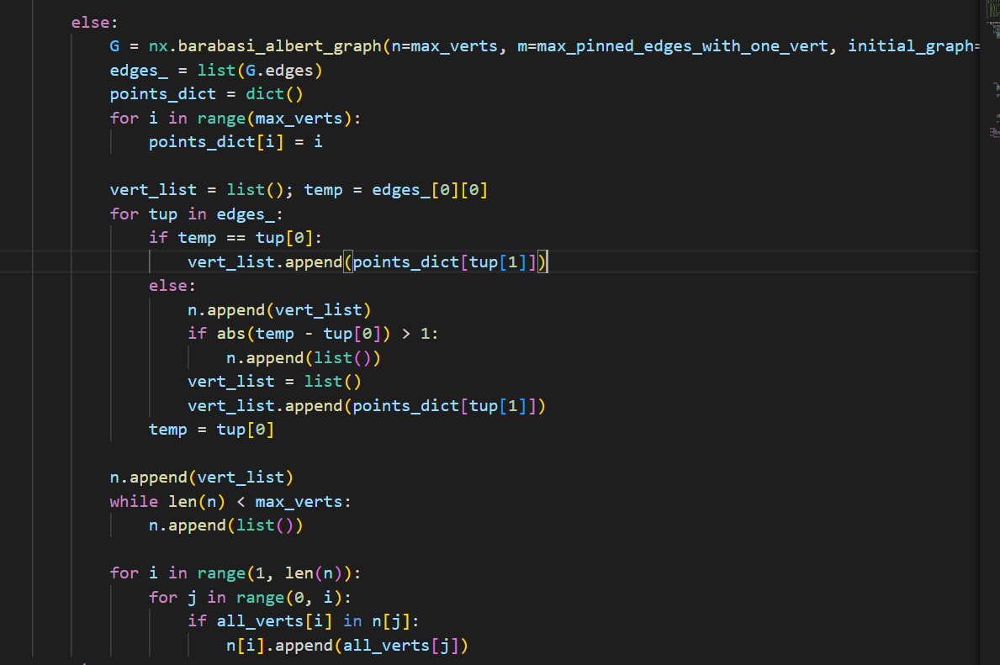 else:
G = nx.barabasi_albert_graph(n=max_verts, m=max_pinned_edges_with_one_vert, initial_graph=
edges_ = list(G.edges)
points_dict = dict()
for i in range(max_verts):
points_dict[i] = i
vert_list = list(); temp = edges_[0][0]
for tup in edges_:
if temp == tup[0]:
vert_list.append(points_dict[tup[1]])
else:
n.append(vert_list)
if abs(temp - tup[0]) > 1:
n.append(list())
vert_list = list()
vert_list.append(points_dict[tup[1]])
temp = tup[0]
n.append(vert_list)
while len(n) < max_verts:
n.append(list())
for i in range(1, len(n)):
for j in range(0, i):
if all_verts[i] in n[j]:
n[i].append(all_verts[j])